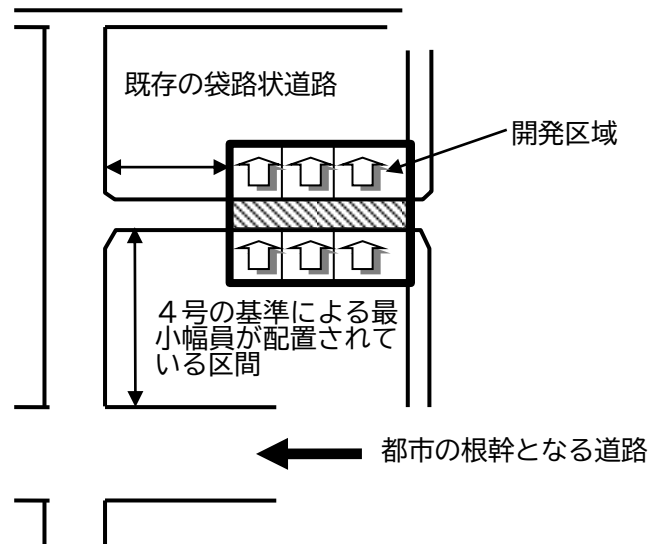 既存の袋路状道路
開発区域
４号の基準による最
小幅員が配置されて
いる区間
都市の根幹となる道路